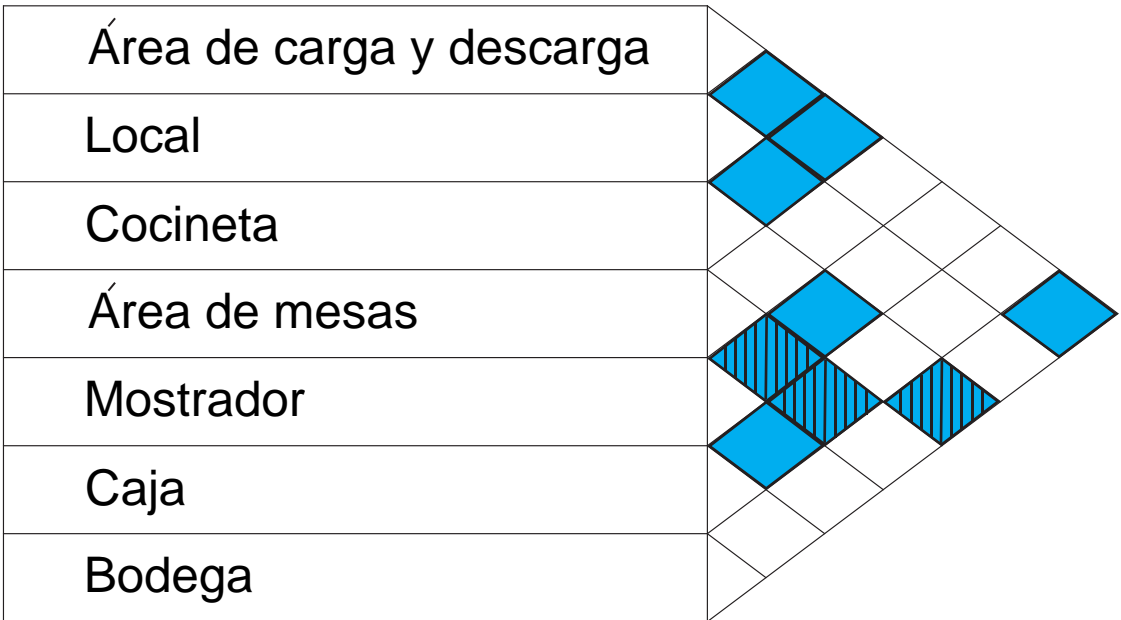 Área de carga y descarga
Local
Cocineta
Área de mesas
Mostrador
Caja
Bodega